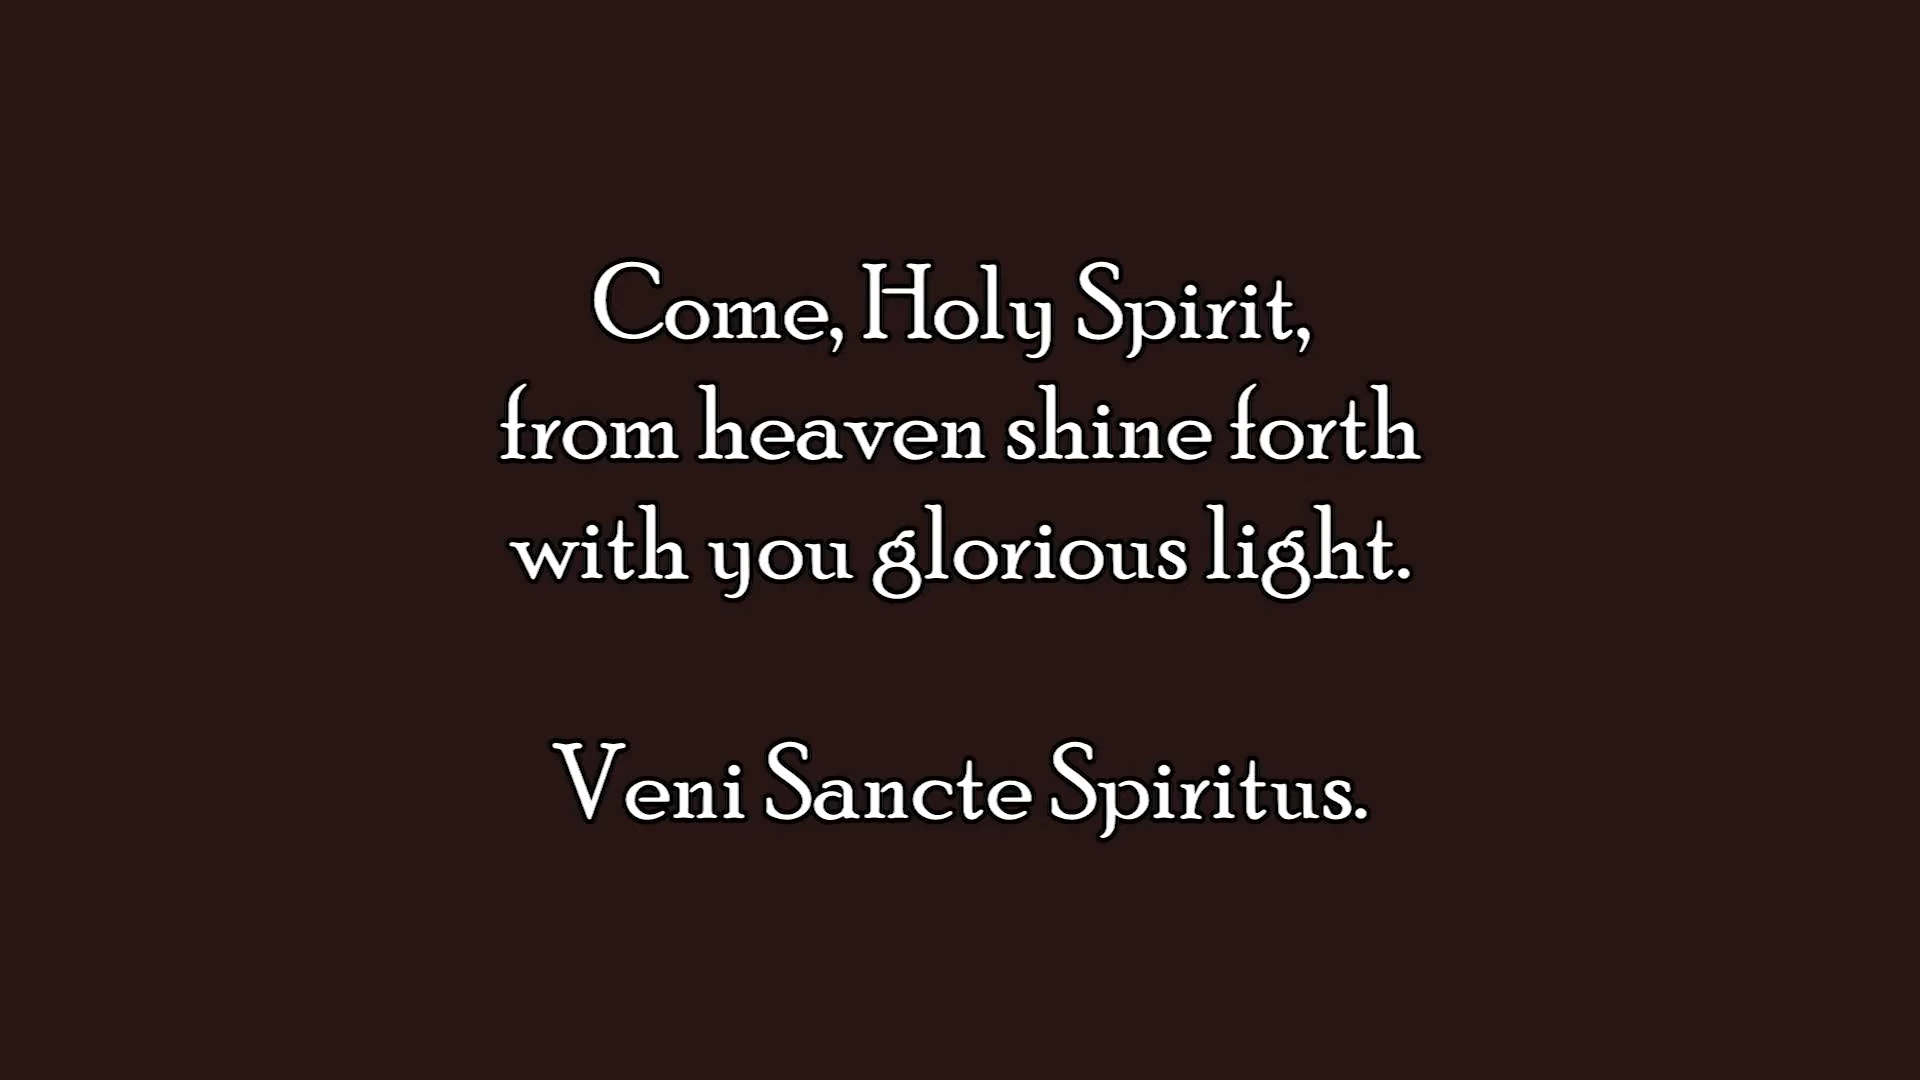 Come, Holy Spirit,
from heaven shine forth
with you glorious light.
Veni Sancte Spiritus.